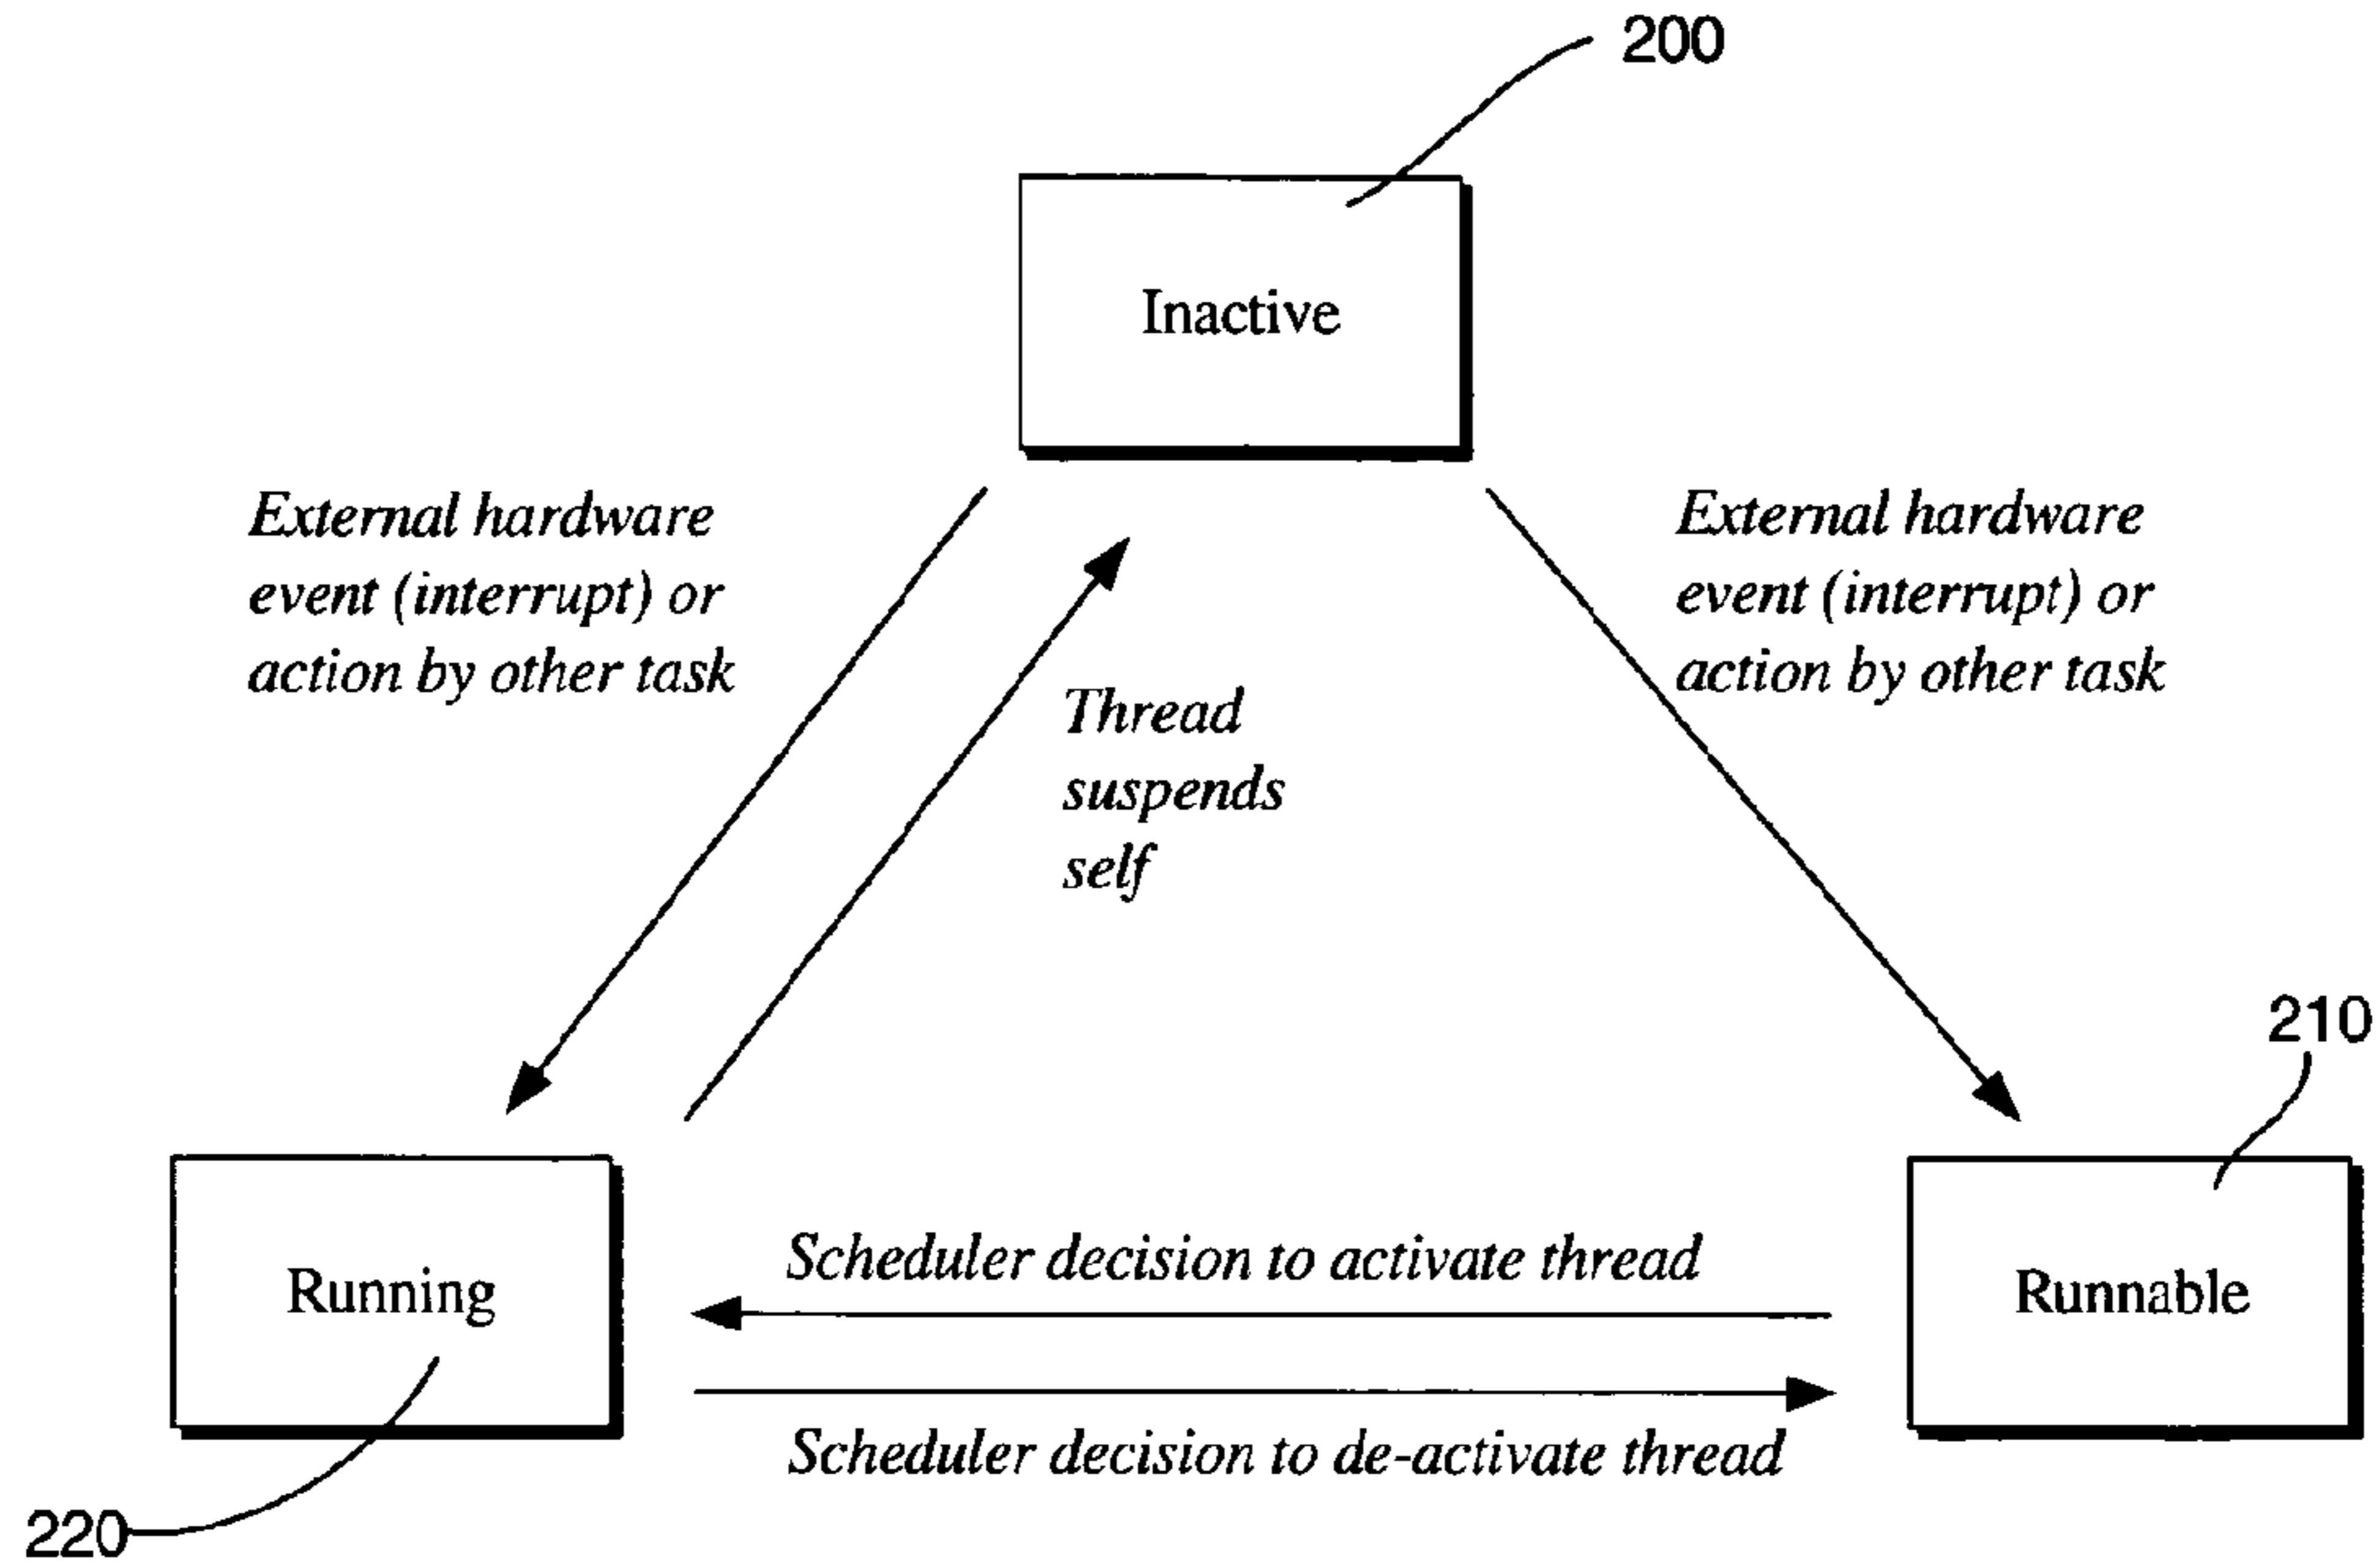 200
Inactive
External hardware
event (interrupt) or
action by other task
External hardware
event (interrupt) or
action by other task
Thread
suspends
self
210
Running
Scheduler decision to activate thread
Runnable
Scheduler decision to de-activate thread
220